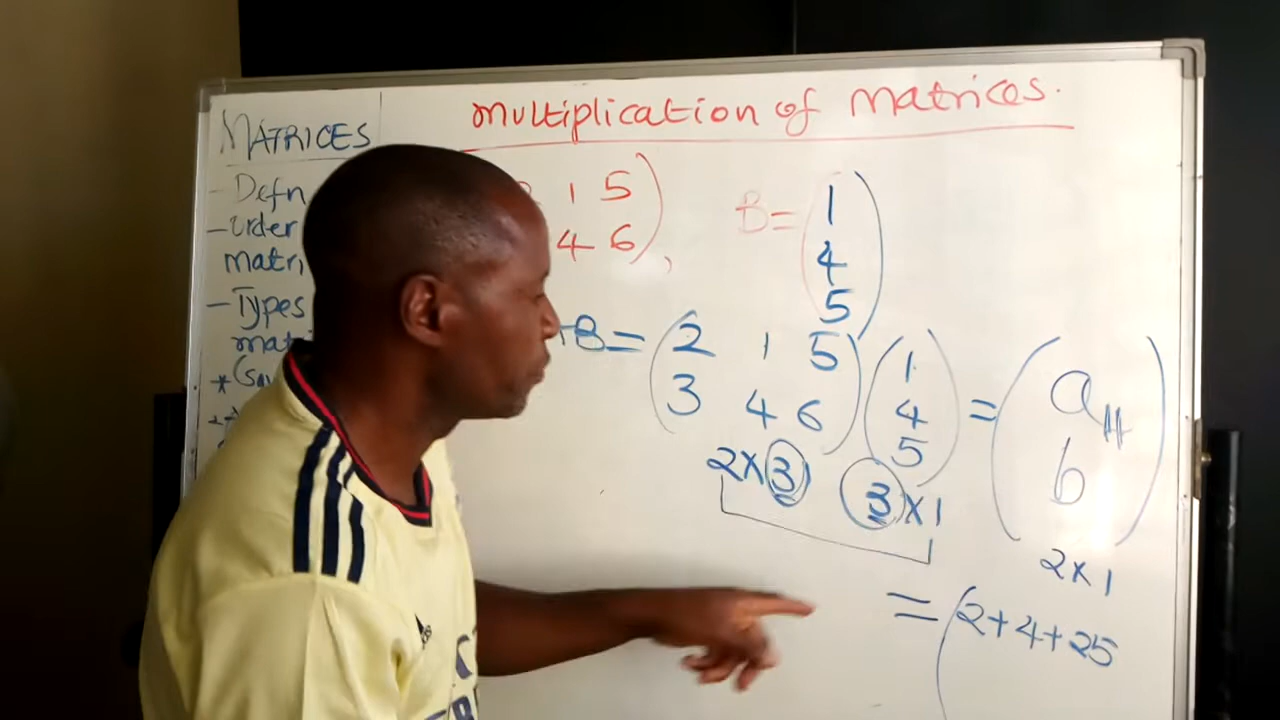 multiplication of matrices.
MATRICES
- Defn
- order
matri
- Types
1 5
4 6 ,
B = 1
4
5
B = ( 2 1 5 ) ( 1 ) = ( a11 )
3 4 6 4 b
5
2x3 3x1
2x1
= ( 2+4+25